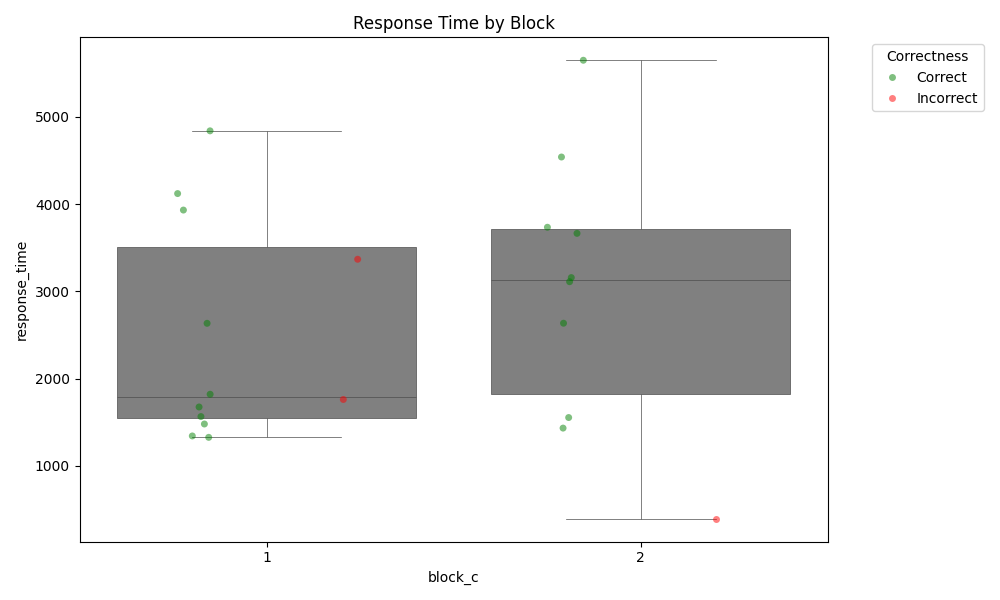 Response Time by Block
Correctness
Correct
Incorrect
5000
4000
3000
2000
1000
response_time
1
2
block_c